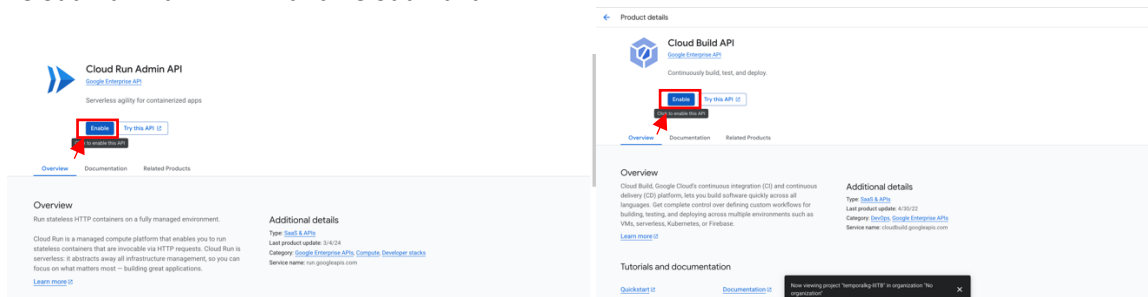 Cloud Run Admin API
Google Enterprise API
Serverless agility for containerized apps
Enable
Try this API
to enable this API
Overview
Documentation
Related Products
Overview
Run stateless HTTP containers on a fully managed environment.
Cloud Run is a managed compute platform that enables you to run
stateless containers that are invocable via HTTP requests. Cloud Run is
serverless: it abstracts away all infrastructure management, so you can
focus on what matters most — building great applications.
Learn more
Additional details
Type: SaaS & APIs
Last product update: 3/4/24
Category: Google Enterprise APIs, Compute, Developer stacks
Service name: run.googleapis.com
Product details
Cloud Build API
Google Enterprise API
Continuously build, test, and deploy.
Enable
Try this API
Click to enable this API
Overview
Documentation
Related Products
Overview
Cloud Build, Google Cloud's continuous integration (CI) and continuous
delivery (CD) platform, lets you build software quickly across all
languages. Get complete control over defining custom workflows for
building, testing, and deploying across multiple environments such as
VMs, serverless, Kubernetes, or Firebase.
Learn more
Additional details
Type: SaaS & APIs
Last product update: 4/30/22
Category: DevOps, Google Enterprise APIs
Service name: cloudbuild.googleapis.com
Tutorials and documentation
Quickstart
Documentation
Now viewing project "temporalkg-IHTB" in organization "No
organization"